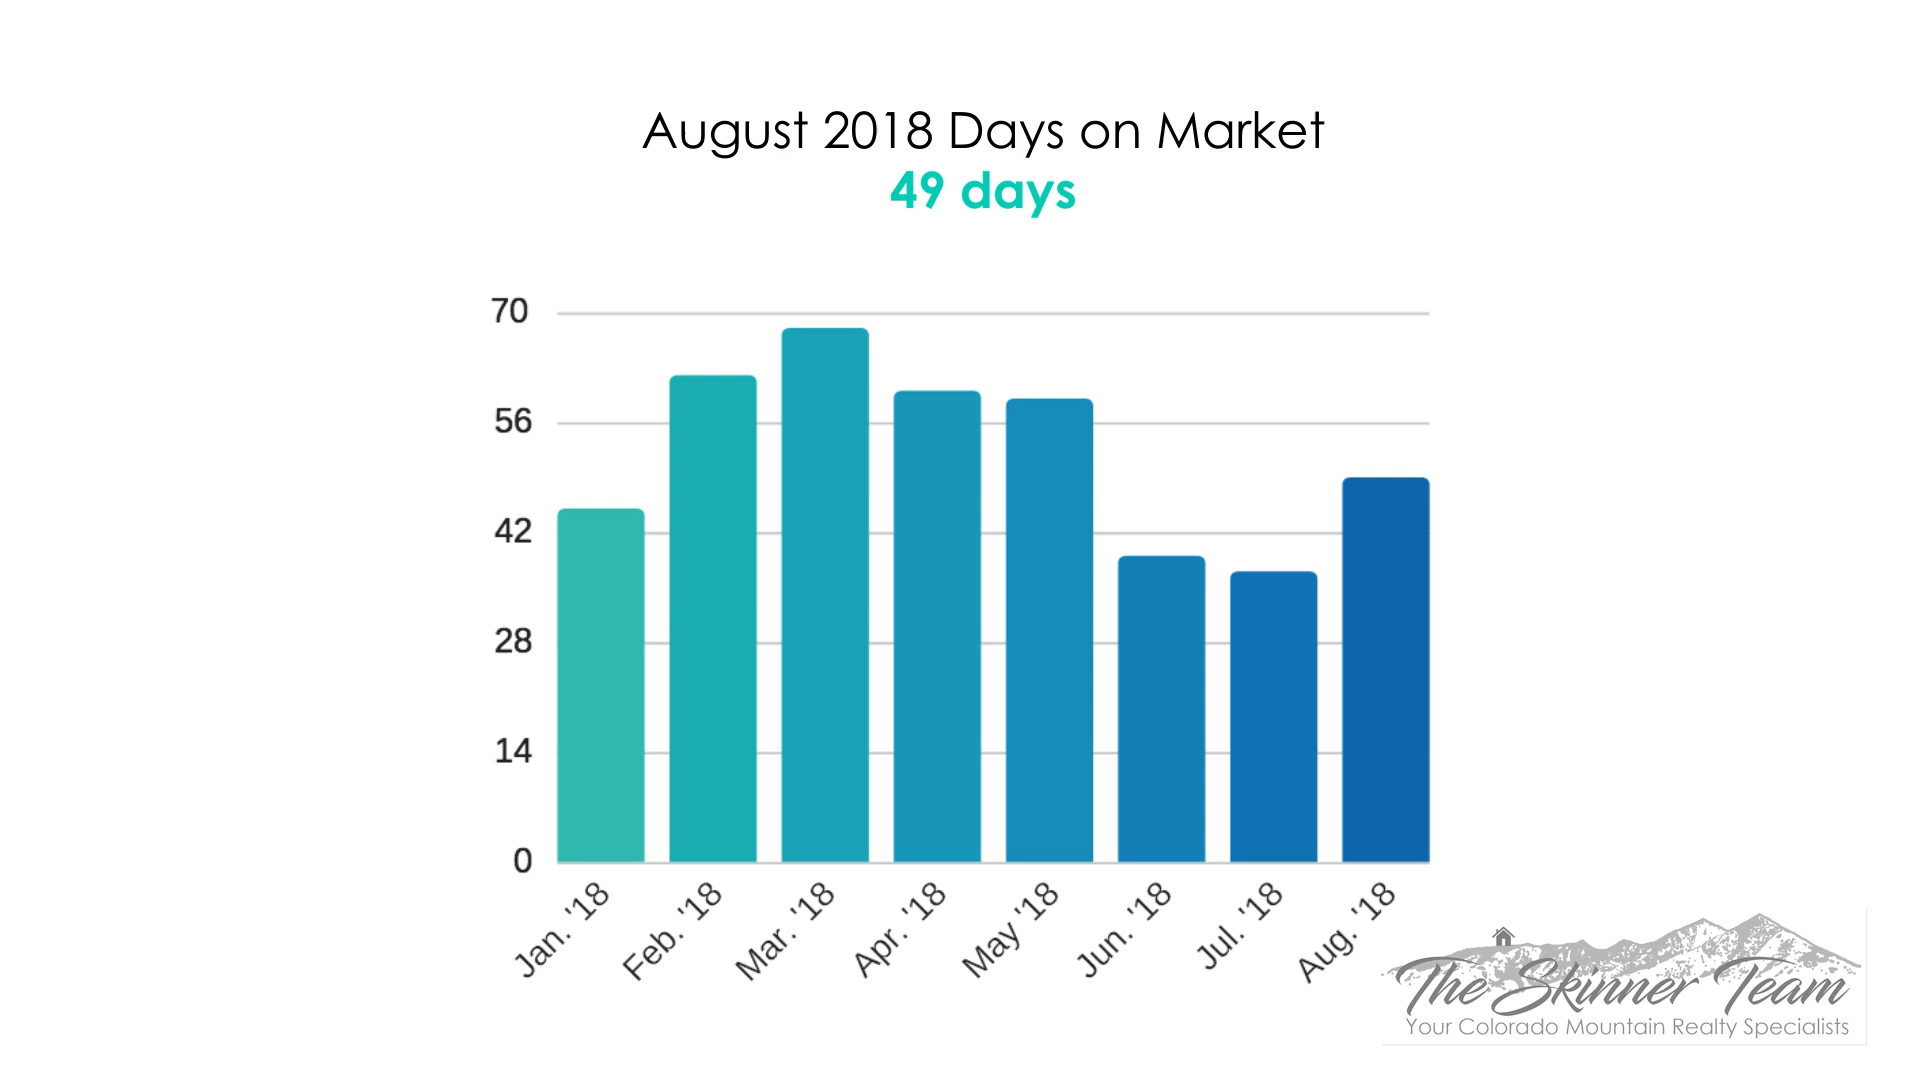 August 2018 Days on Market
49 days
70
56
42
28
14
0
Jan. '18
Feb. '18
Mar. '18
Apr. '18
May '18
Jun. '18
Jul. '18
Aug. '18
The Skinner Team
Your Colorado Mountain Realty Specialists